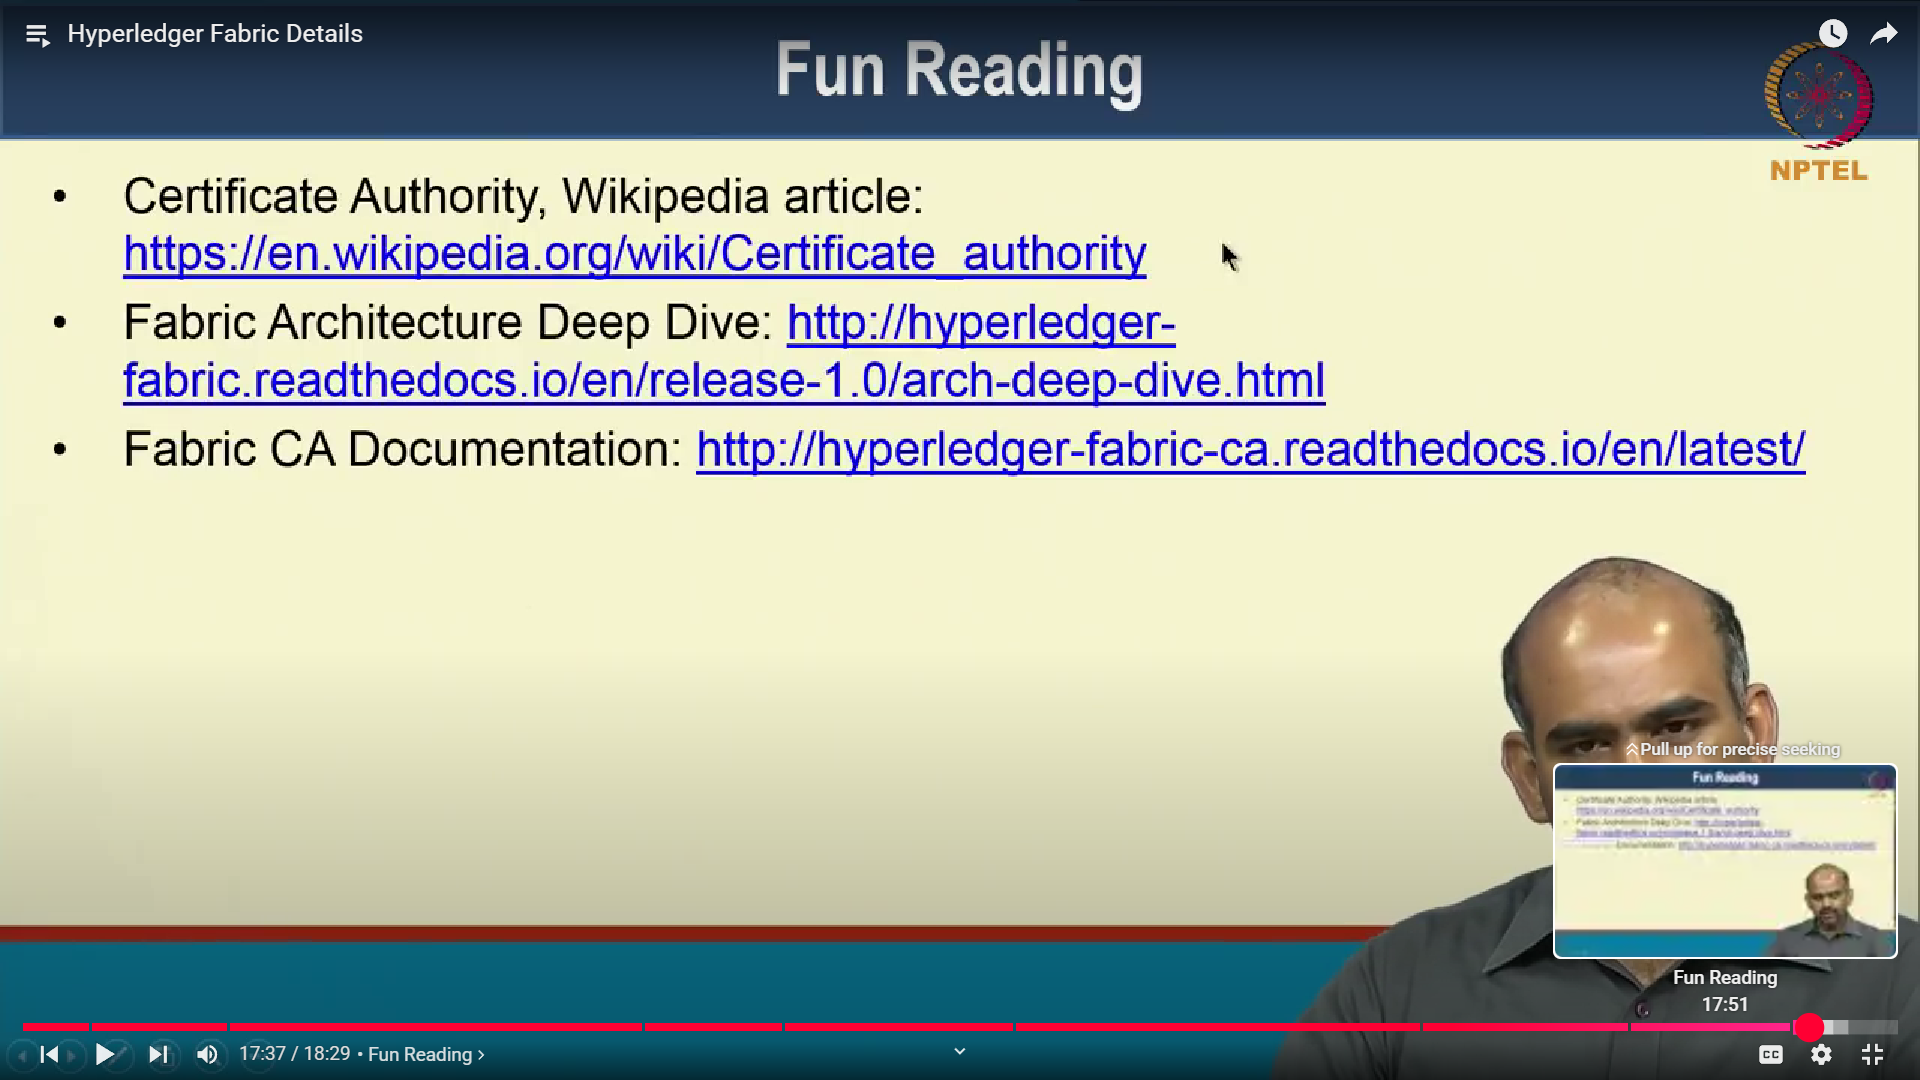 Hyperledger Fabric Details
Fun Reading
NPTEL
• Certificate Authority, Wikipedia article:
https://en.wikipedia.org/wiki/Certificate_authority
• Fabric Architecture Deep Dive: http://hyperledger-
fabric.readthedocs.io/en/release-1.0/arch-deep-dive.html
• Fabric CA Documentation: http://hyperledger-fabric-ca.readthedocs.io/en/latest/
Pull up for precise seeking
Fun Reading
Fun Reading
17:51
17:37 / 18:29 • Fun Reading ›
CC